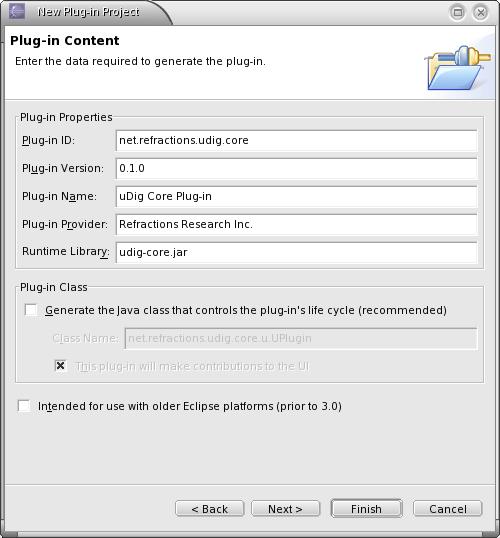 New Plug-in Project
Plug-in Content
Enter the data required to generate the plug-in.
Plug-in Properties
Plug-in ID: net.refractions.udig.core
Plug-in Version: 0.1.0
Plug-in Name: uDig Core Plug-in
Plug-in Provider: Refractions Research Inc.
Runtime Library: udig-core.jar
Plug-in Class
Generate the Java class that controls the plug-in's life cycle (recommended)
Class Name: net.refractions.udig.core.u.UPlugin
This plug-in will make contributions to the UI
Intended for use with older Eclipse platforms (prior to 3.0)
< Back Next > Finish Cancel